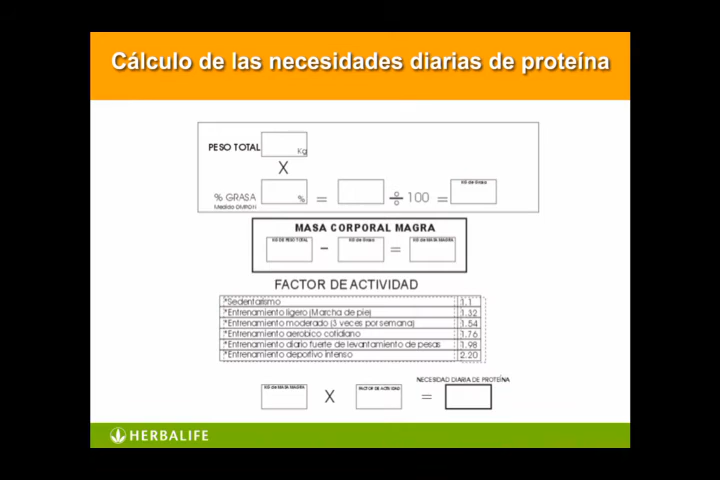 Cálculo de las necesidades diarias de proteína
PESO TOTAL
Kg
X
% GRASA
% = ÷ 100 =
KG de Grasa
Medido OMRON
MASA CORPORAL MAGRA
KG DE PESO TOTAL - KG de Grasa = KG de MASA MAGRA
FACTOR DE ACTIVIDAD
*Sedentarismo 1.1
*Entrenamiento ligero (Marcha de pie) 1.32
*Entrenamiento moderado (3 veces por semana) 1.54
*Entrenamiento aerobico cotidiano 1.76
*Entrenamiento diario fuerte de levantamiento de pesas 1.98
*Entrenamiento deportivo intenso 2.20
NECESIDAD DIARIA DE PROTEÍNA
KG de MASA MAGRA X FACTOR DE ACTIVIDAD =
HERBALIFE